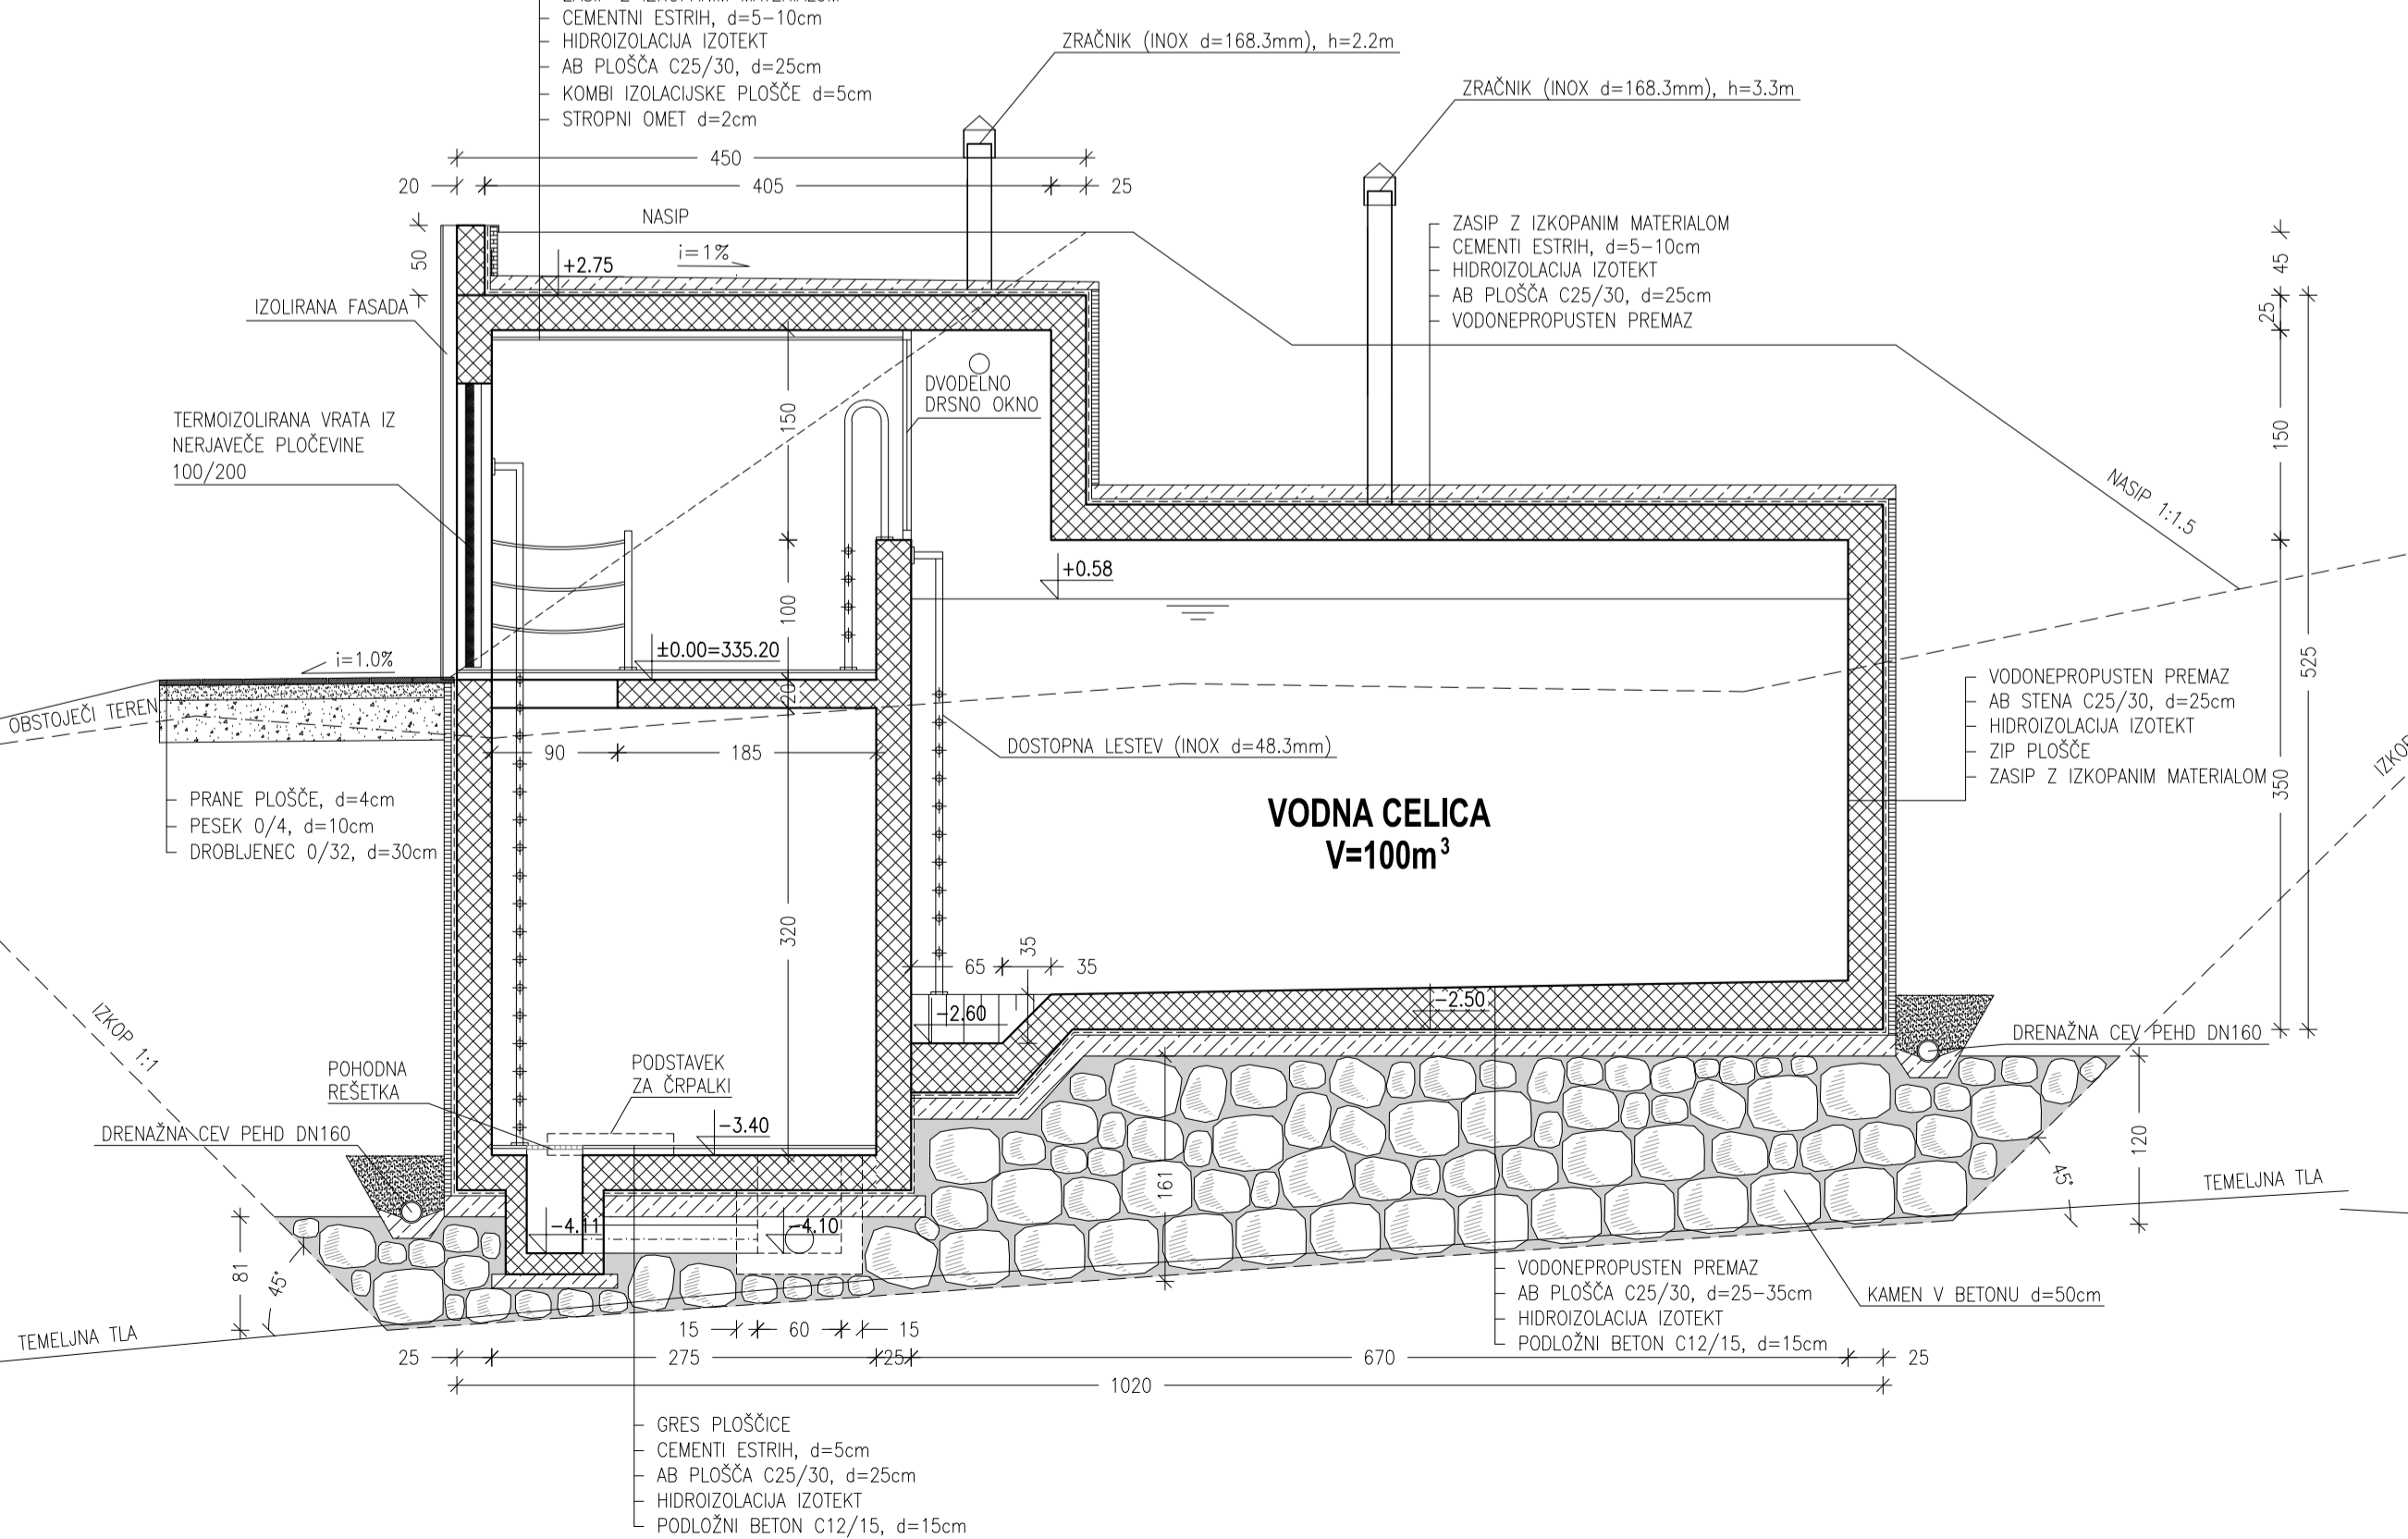 CEMENTNI ESTRIH, d=5-10cm
HIDROIZOLACIJA IZOTEKT
AB PLOŠČA C25/30, d=25cm
KOMBI IZOLACIJSKE PLOŠČE d=5cm
STROPNI OMET d=2cm
ZRAČNIK (INOX d=168.3mm), h=2.2m
ZRAČNIK (INOX d=168.3mm), h=3.3m
450
20
405
25
NASIP
50
+2.75
i=1%
ZASIP Z IZKOPANIM MATERIALOM
CEMENTI ESTRIH, d=5-10cm
HIDROIZOLACIJA IZOTEKT
AB PLOŠČA C25/30, d=25cm
VODONEPROPUSTEN PREMAZ
45
25
150
525
350
IZOLIRANA FASADA
TERMOIZOLIRANA VRATA IZ
NERJAVEČE PLOČEVINE
100/200
150
DVODELNO
DRSNO OKNO
NASIP 1:1.5
+0.58
100
±0.00=335.20
i=1.0%
20
OBSTOJEČI TEREN
90
185
DOSTOPNA LESTEV (INOX d=48.3mm)
VODONEPROPUSTEN PREMAZ
AB STENA C25/30, d=25cm
HIDROIZOLACIJA IZOTEKT
ZIP PLOŠČE
ZASIP Z IZKOPANIM MATERIALOM
PRANE PLOŠČE, d=4cm
PESEK 0/4, d=10cm
DROBLJENEC 0/32, d=30cm
VODNA CELICA
V=100m³
320
65
35
35
-2.60
-2.50
IZKOP 1:1
POHODNA
REŠETKA
PODSTAVEK
ZA ČRPALKI
-3.40
DRENAŽNA CEV PEHD DN160
DRENAŽNA CEV PEHD DN160
120
45°
161
TEMELJNA TLA
-4.11
-4.10
81
45°
TEMELJNA TLA
VODONEPROPUSTEN PREMAZ
AB PLOŠČA C25/30, d=25-35cm
HIDROIZOLACIJA IZOTEKT
PODLOŽNI BETON C12/15, d=15cm
KAMEN V BETONU d=50cm
15
60
15
25
275
25
670
25
1020
GRES PLOŠČICE
CEMENTI ESTRIH, d=5cm
AB PLOŠČA C25/30, d=25cm
HIDROIZOLACIJA IZOTEKT
PODLOŽNI BETON C12/15, d=15cm